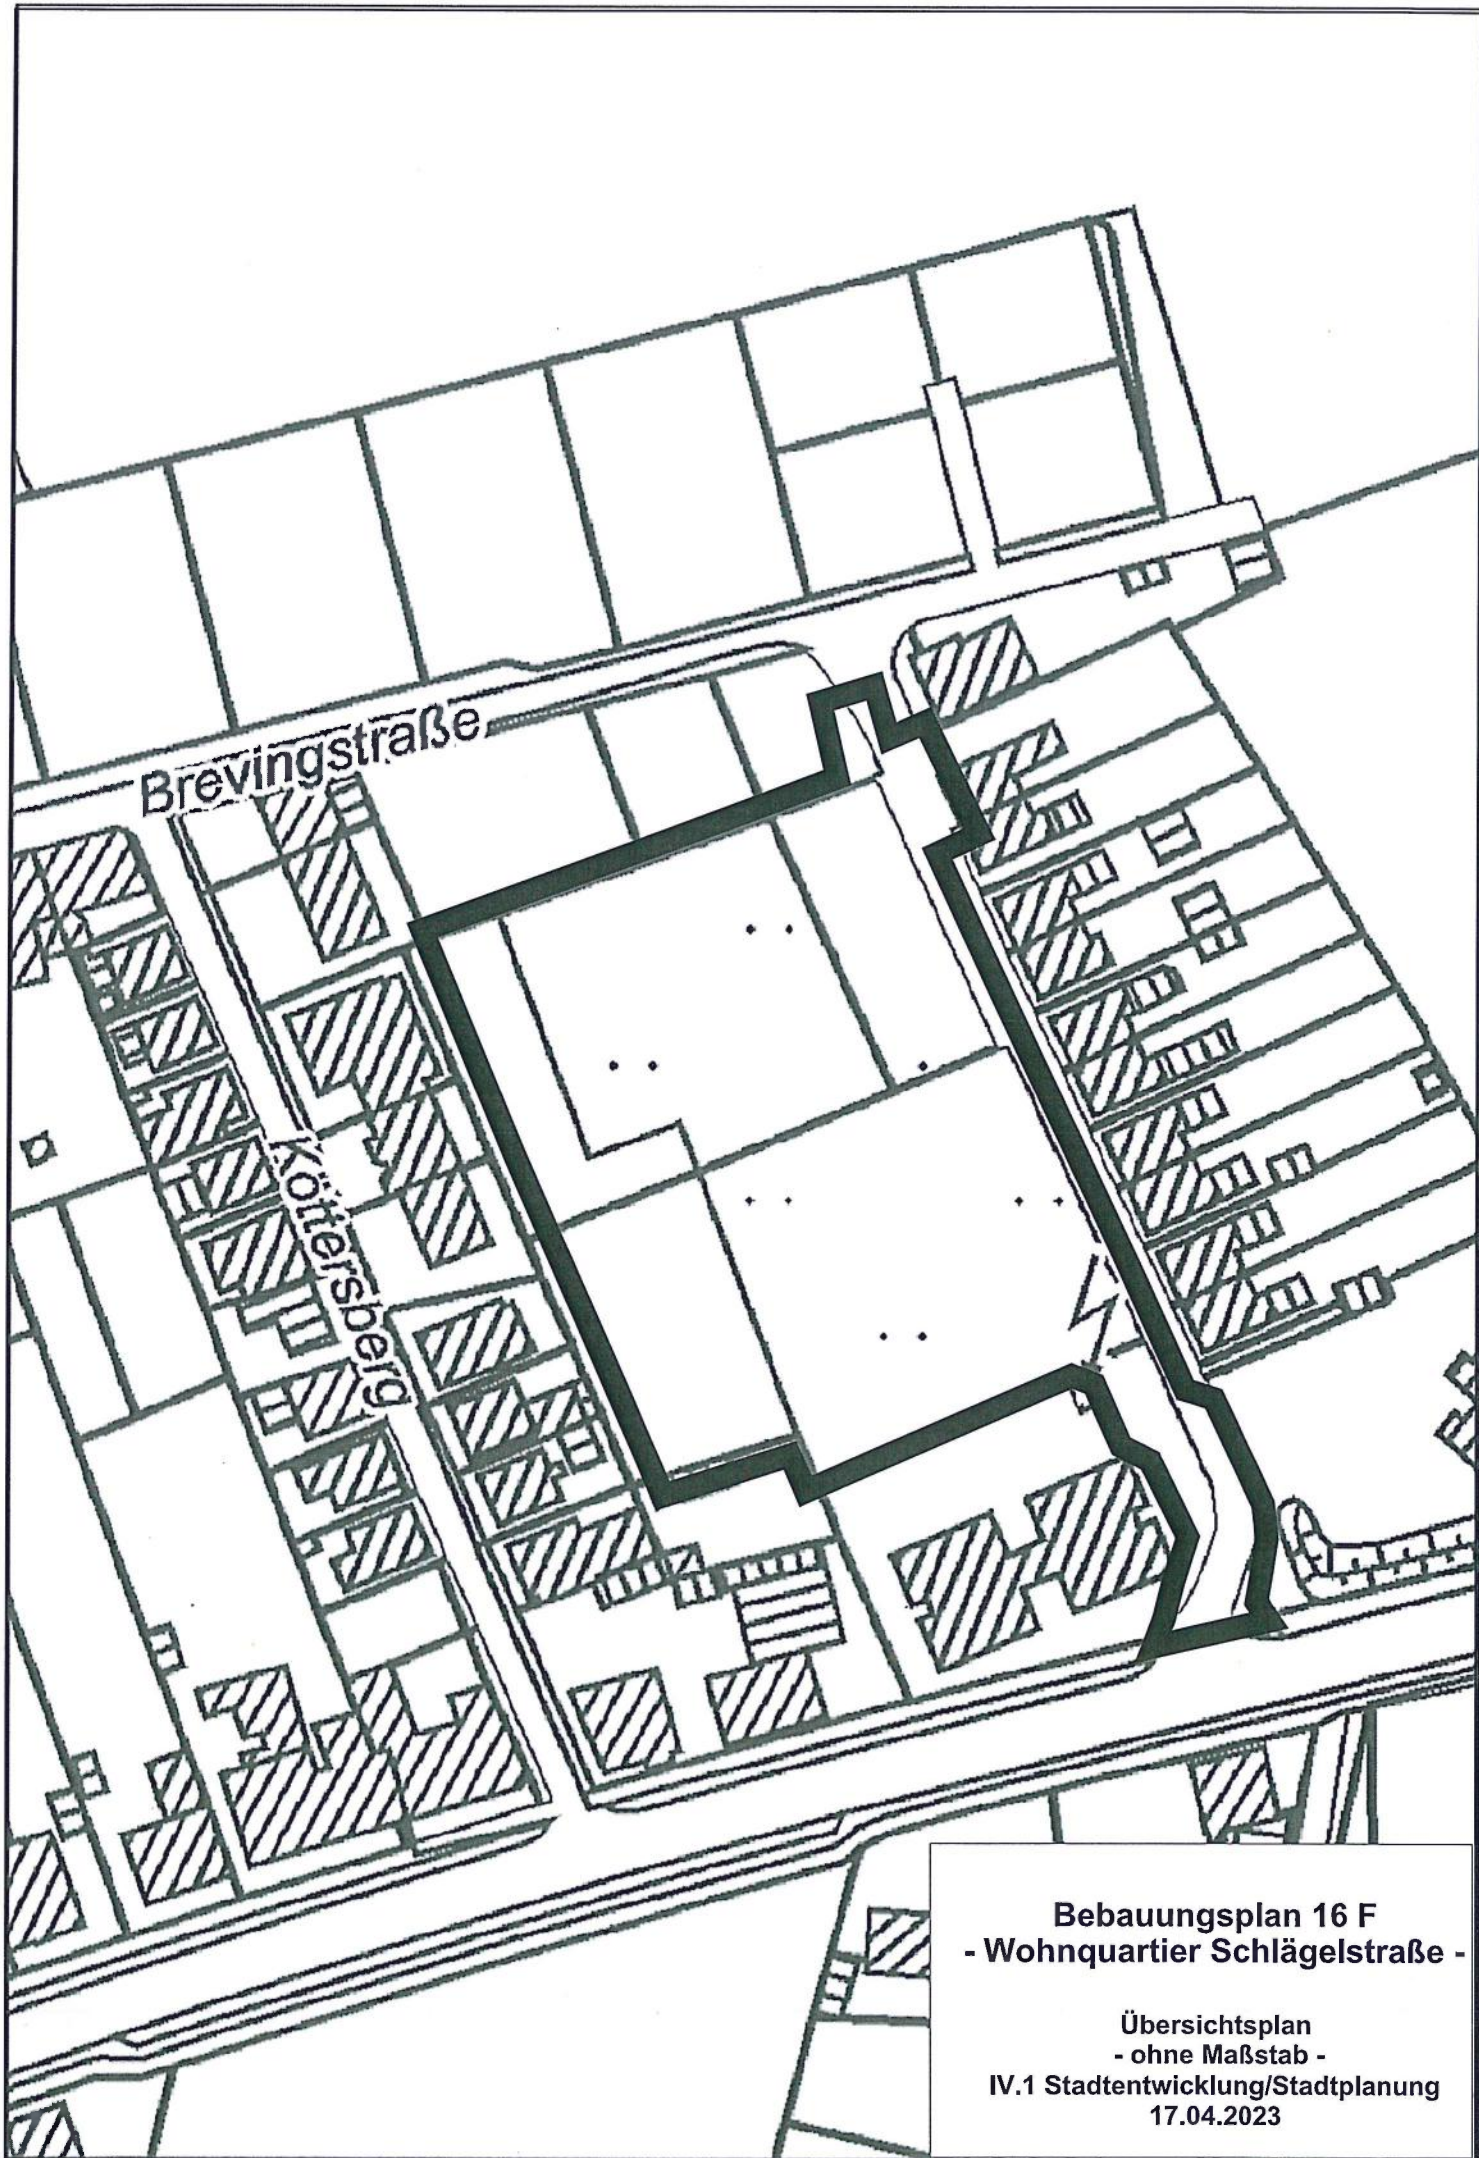 Brevingstraße
Köttersberg
Bebauungsplan 16 F
- Wohnquartier Schlägelstraße -
Übersichtsplan
- ohne Maßstab -
IV.1 Stadtentwicklung/Stadtplanung
17.04.2023